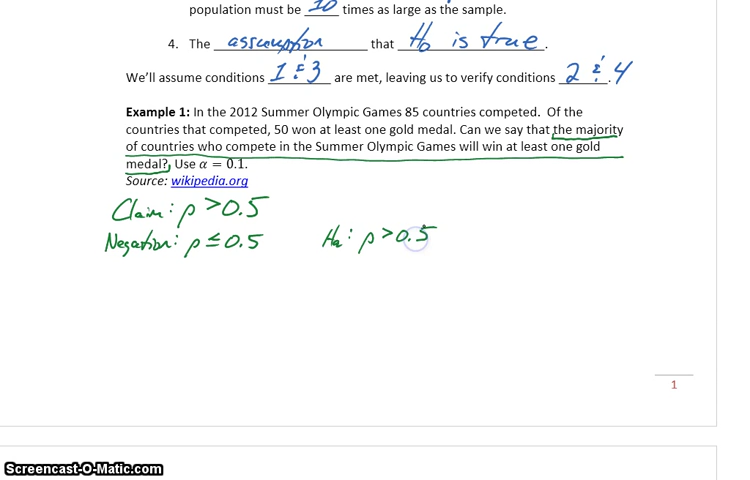 population must be 10 times as large as the sample.
4. The assumption that H₀ is true.
We'll assume conditions 1 & 3 are met, leaving us to verify conditions 2 & 4.
Example 1: In the 2012 Summer Olympic Games 85 countries competed. Of the
countries that competed, 50 won at least one gold medal. Can we say that the majority
of countries who compete in the Summer Olympic Games will win at least one gold
medal? Use α = 0.1.
Source: wikipedia.org
Claim: p > 0.5
Negation: p ≤ 0.5 Hₐ: p > 0.5
1
Screencast-O-Matic.com